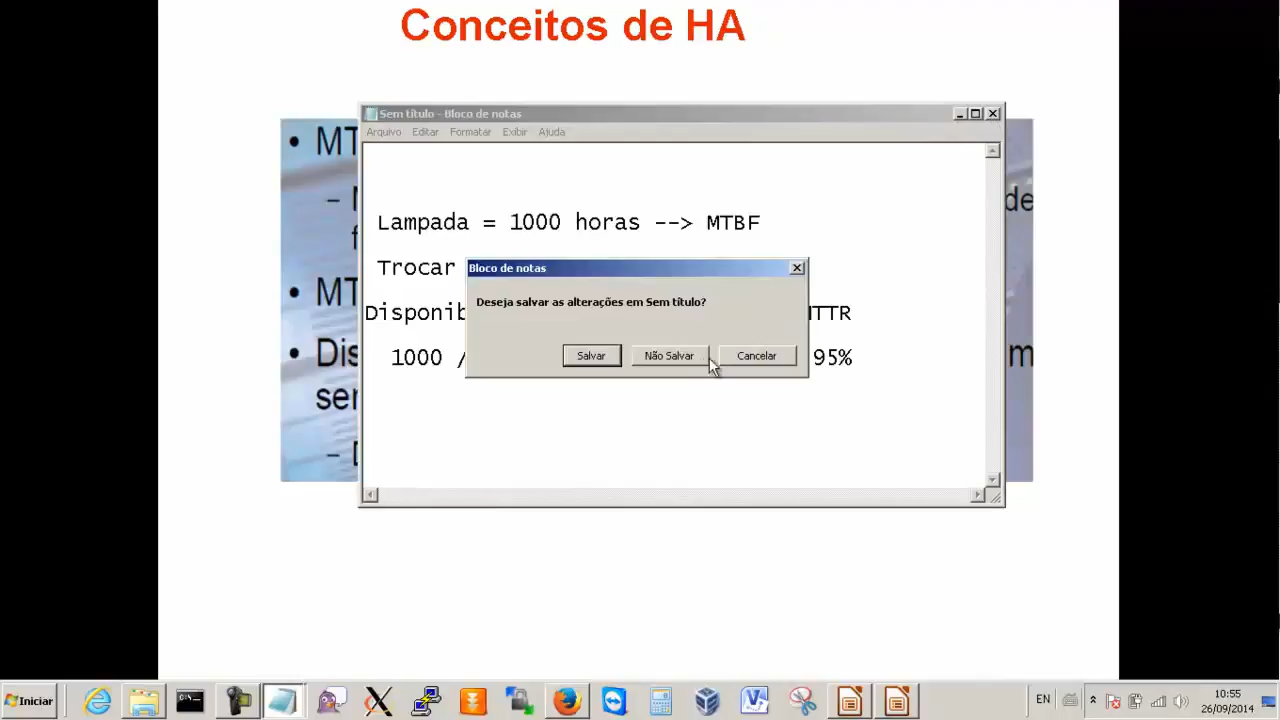 Conceitos de HA
Sem título - Bloco de notas
Arquivo Editar Formatar Exibir Ajuda
• MT
–
de
Lampada = 1000 horas --> MTBF
Trocar
Bloco de notas
Deseja salvar as alterações em Sem título?
• MT
Disponib
TTR
Salvar Não Salvar Cancelar
• Dis
1000 /
95%
m
ser
–
Iniciar
EN
10:55
26/09/2014